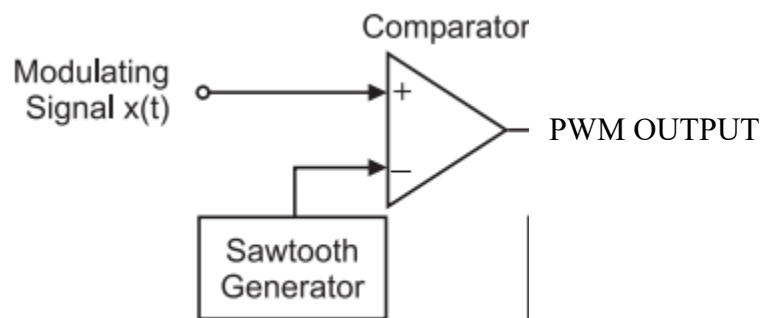 Comparator
Modulating
Signal x(t)
+
PWM OUTPUT
−
Sawtooth
Generator